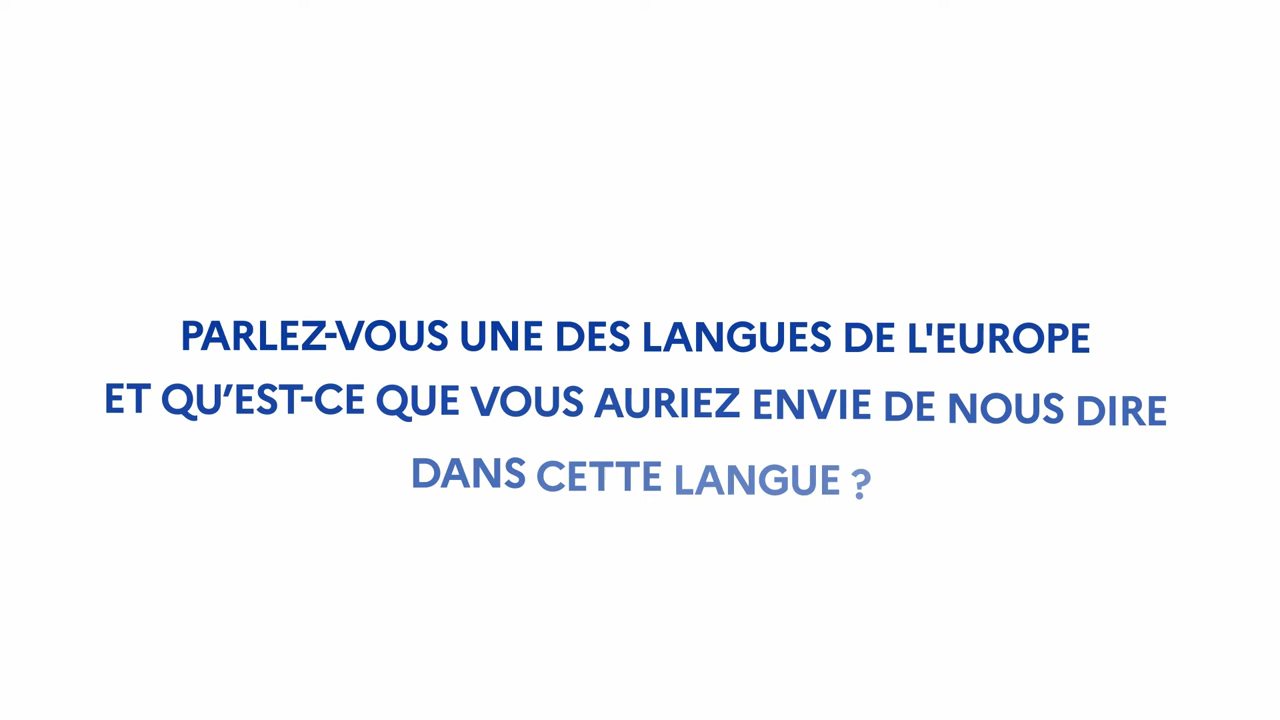 PARLEZ-VOUS UNE DES LANGUES DE L'EUROPE
ET QU’EST-CE QUE VOUS AURIEZ ENVIE DE NOUS DIRE
DANS CETTE LANGUE ?